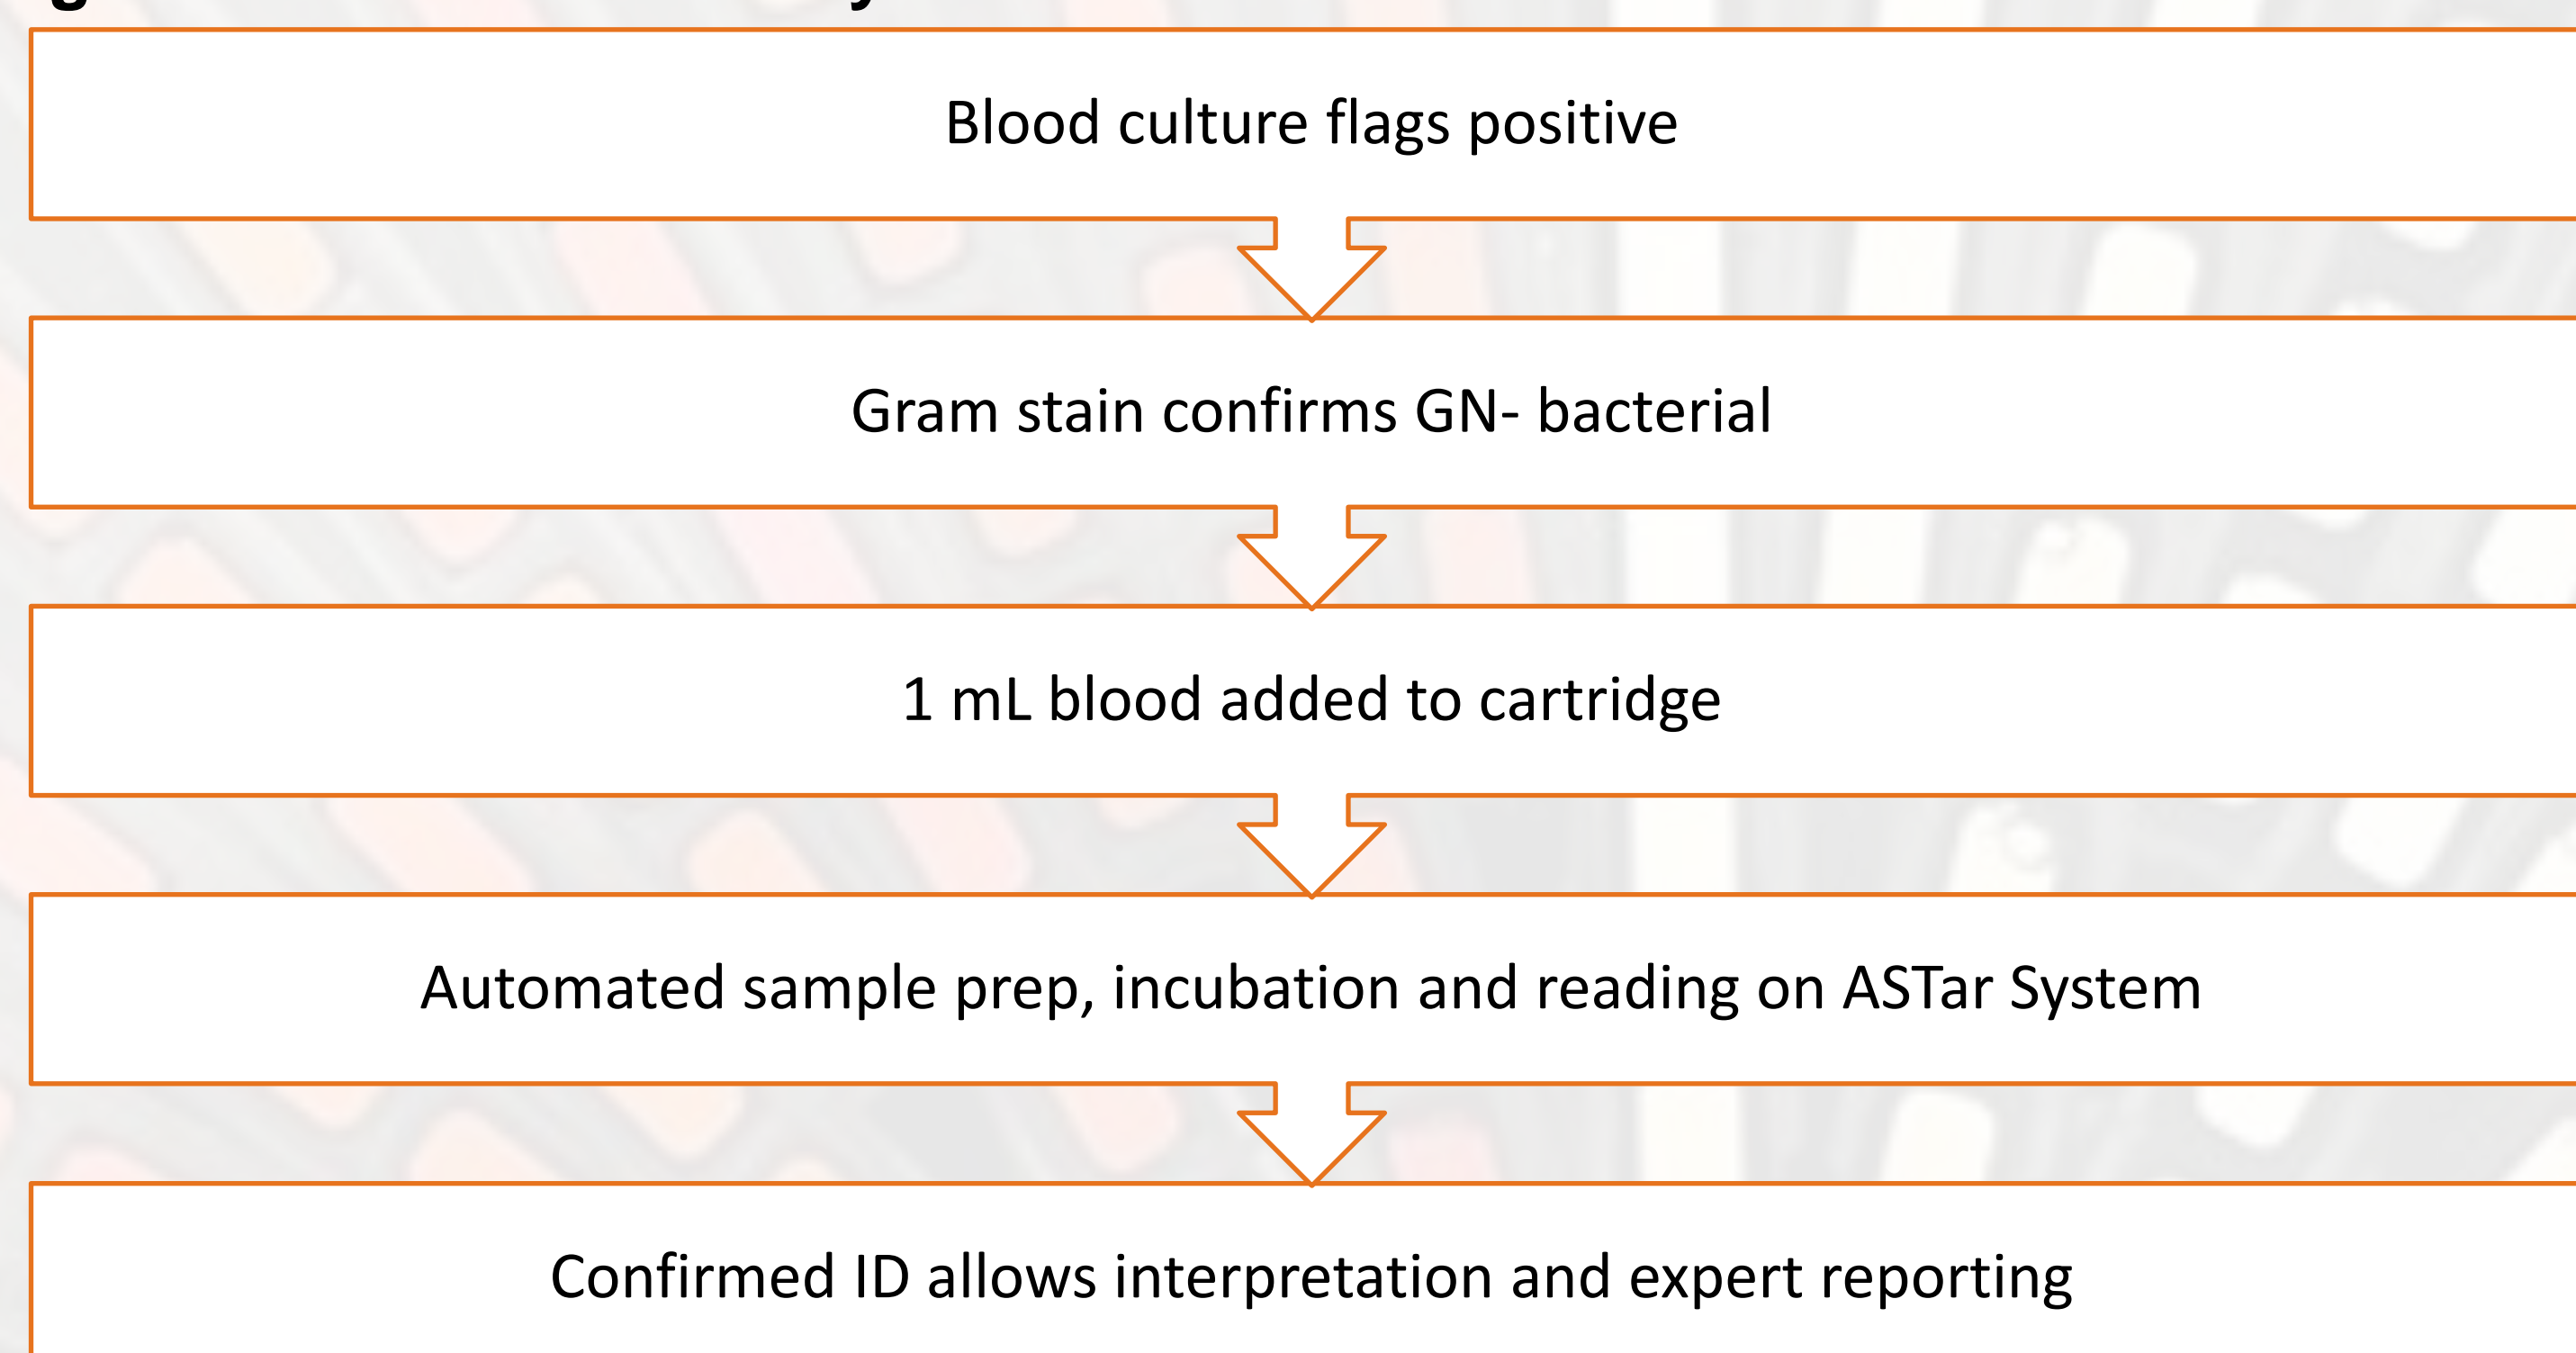 Blood culture flags positive
Gram stain confirms GN- bacterial
1 mL blood added to cartridge
Automated sample prep, incubation and reading on ASTar System
Confirmed ID allows interpretation and expert reporting